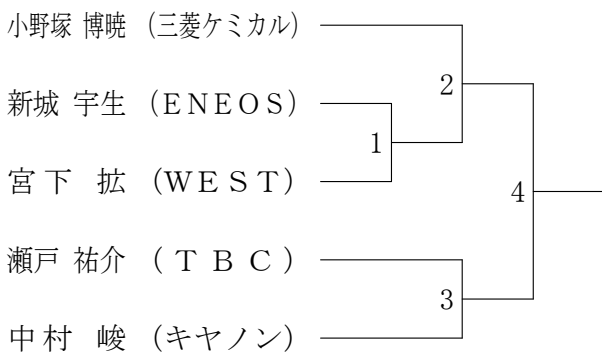 小野塚 博暁 (三菱ケミカル)
2
新城 宇生 (ENEOS)
1
宮下 拡 (WEST)
4
瀬戸 祐介 (TBC)
3
中村 峻 (キヤノン)